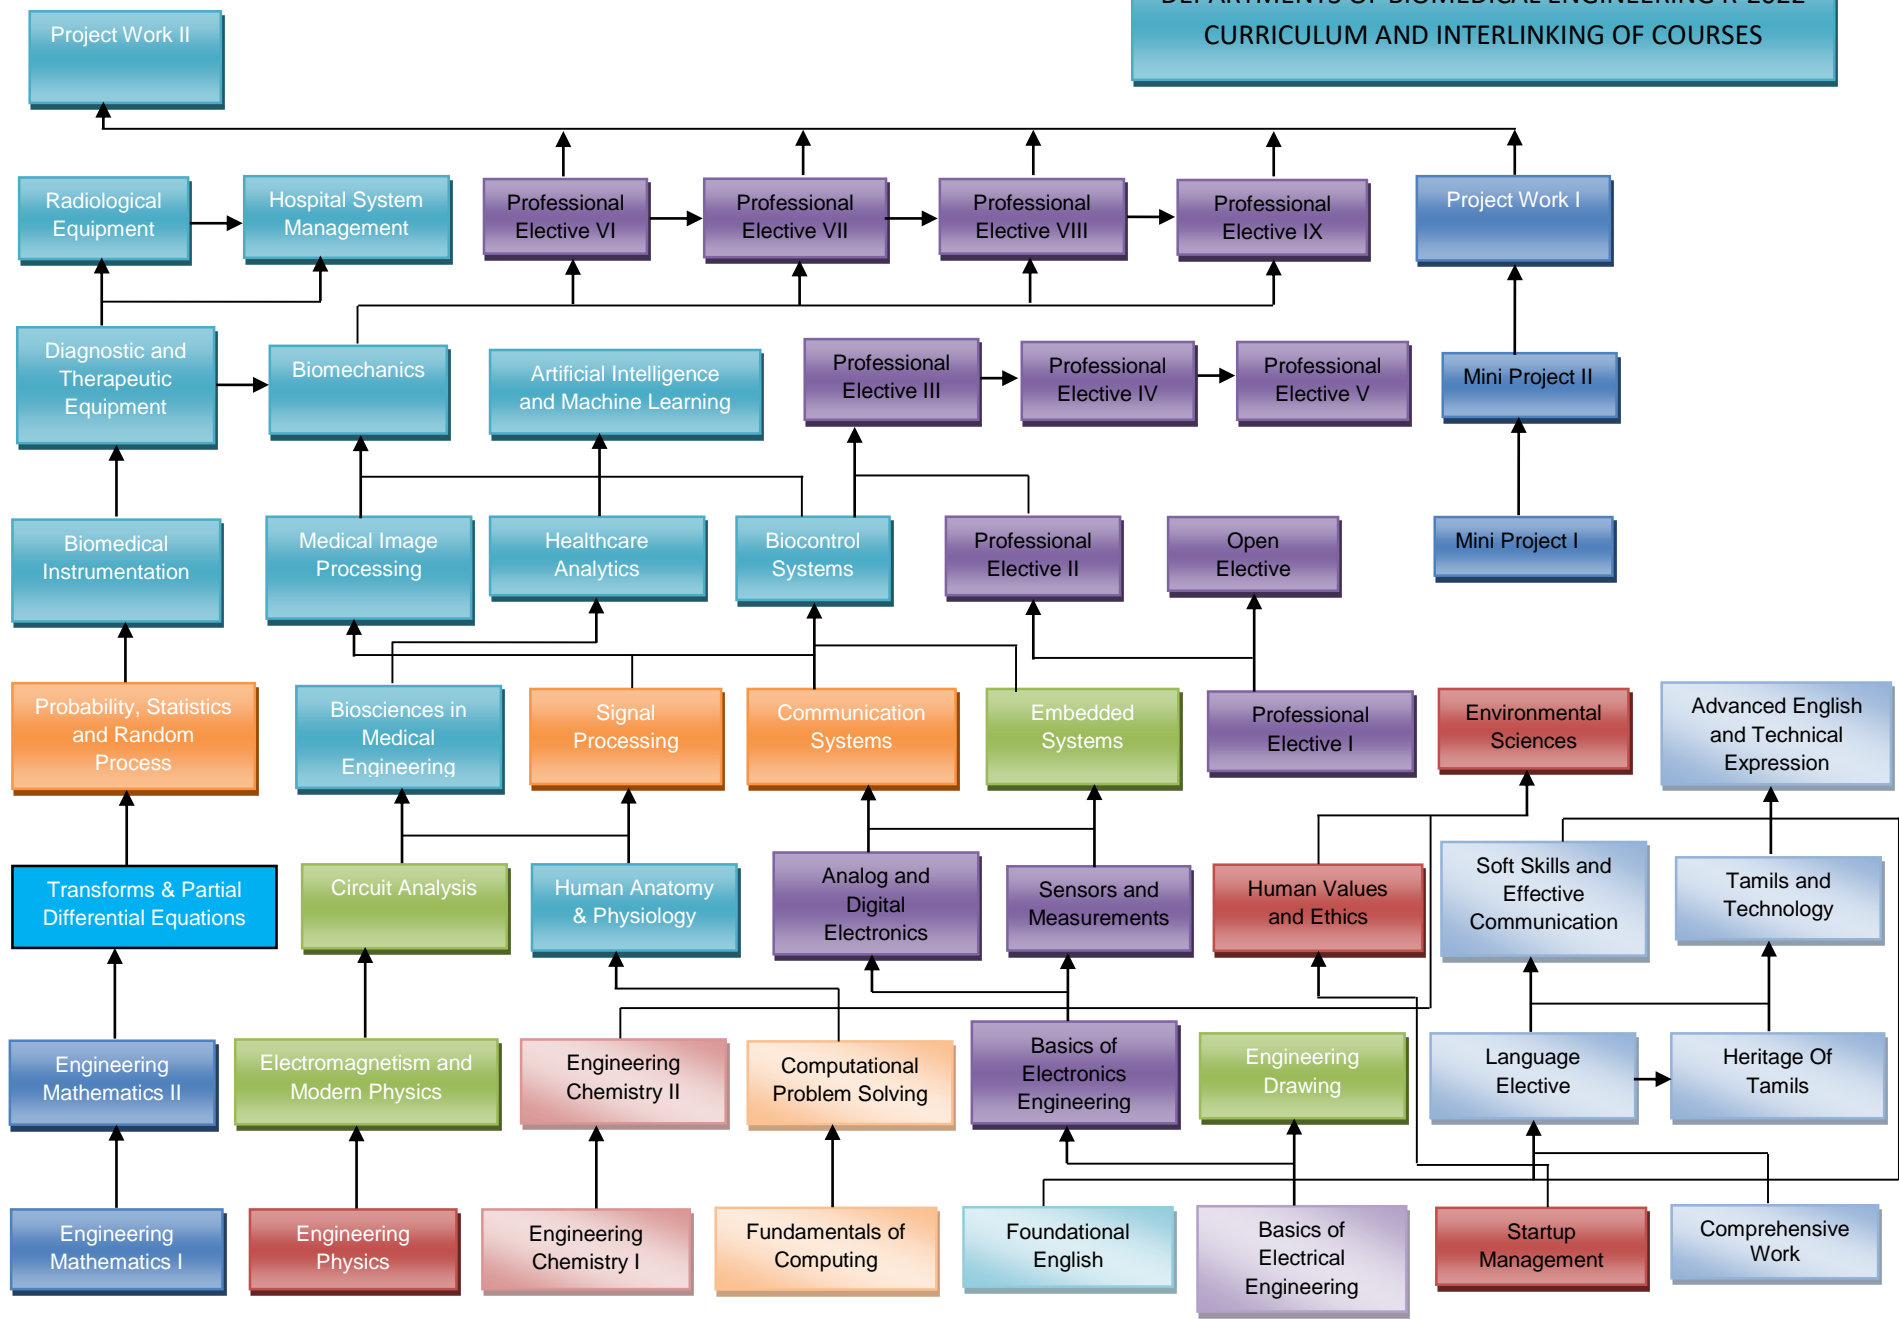 DEPARTMENTS OF BIOMEDICAL ENGINEERING R-2022
CURRICULUM AND INTERLINKING OF COURSES
Project Work II
Radiological
Equipment
Hospital System
Management
Professional
Elective VI
Professional
Elective VII
Professional
Elective VIII
Professional
Elective IX
Project Work I
Diagnostic and
Therapeutic
Equipment
Biomechanics
Artificial Intelligence
and Machine Learning
Professional
Elective III
Professional
Elective IV
Professional
Elective V
Mini Project II
Biomedical
Instrumentation
Medical Image
Processing
Healthcare
Analytics
Biocontrol
Systems
Professional
Elective II
Open
Elective
Mini Project I
Probability, Statistics
and Random
Process
Biosciences in
Medical
Engineering
Signal
Processing
Communication
Systems
Embedded
Systems
Professional
Elective I
Environmental
Sciences
Advanced English
and Technical
Expression
Transforms & Partial
Differential Equations
Circuit Analysis
Human Anatomy
& Physiology
Analog and
Digital
Electronics
Sensors and
Measurements
Human Values
and Ethics
Soft Skills and
Effective
Communication
Tamils and
Technology
Engineering
Mathematics II
Electromagnetism and
Modern Physics
Engineering
Chemistry II
Computational
Problem Solving
Basics of
Electronics
Engineering
Engineering
Drawing
Language
Elective
Heritage Of
Tamils
Engineering
Mathematics I
Engineering
Physics
Engineering
Chemistry I
Fundamentals of
Computing
Foundational
English
Basics of
Electrical
Engineering
Startup
Management
Comprehensive
Work